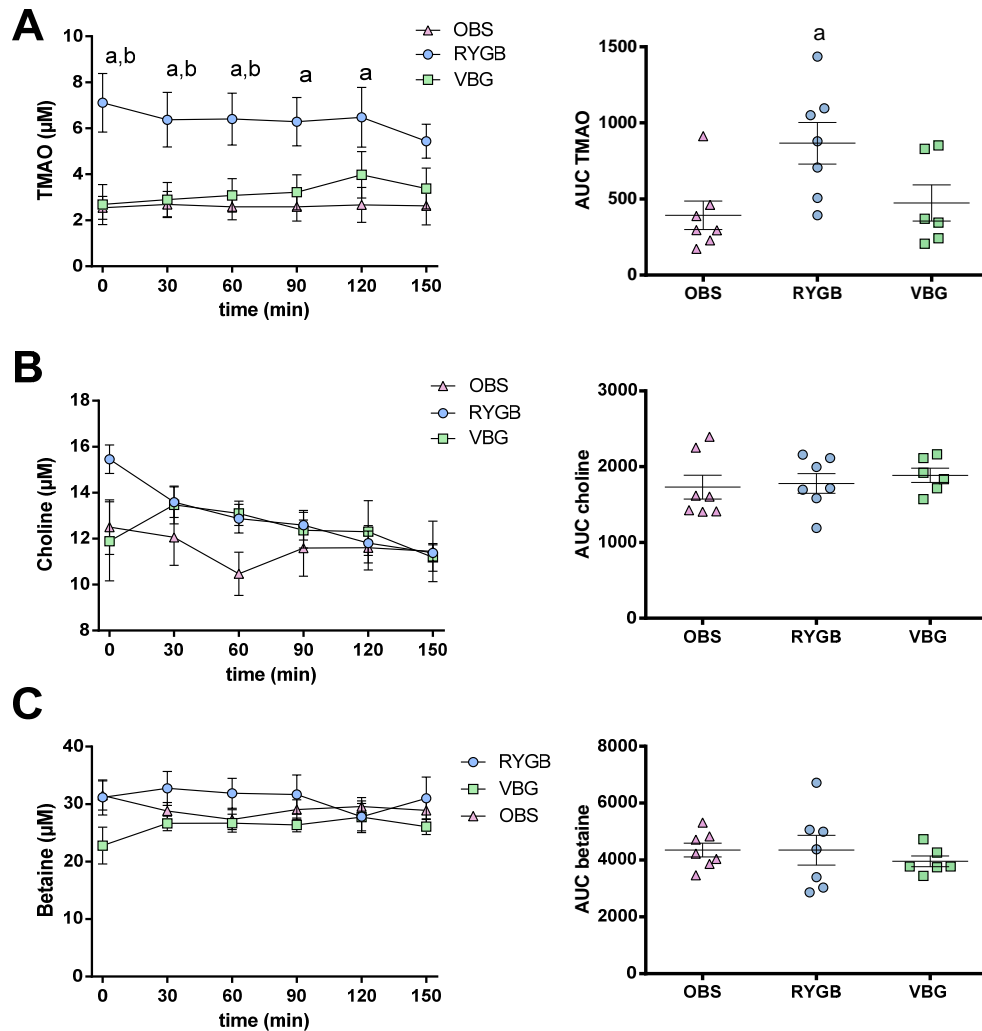 A
OBS
RYGB
VBG
a,b
a,b
a,b
a
a
10
8
6
4
2
0
TMAO (µM)
0 30 60 90 120 150
time (min)
a
1500
1000
500
0
AUC TMAO
OBS RYGB VBG
B
OBS
RYGB
VBG
18
16
14
12
10
8
Choline (µM)
0 30 60 90 120 150
time (min)
3000
2000
1000
0
AUC choline
OBS RYGB VBG
C
RYGB
VBG
OBS
40
30
20
10
0
Betaine (µM)
0 30 60 90 120 150
time (min)
8000
6000
4000
2000
0
AUC betaine
OBS RYGB VBG